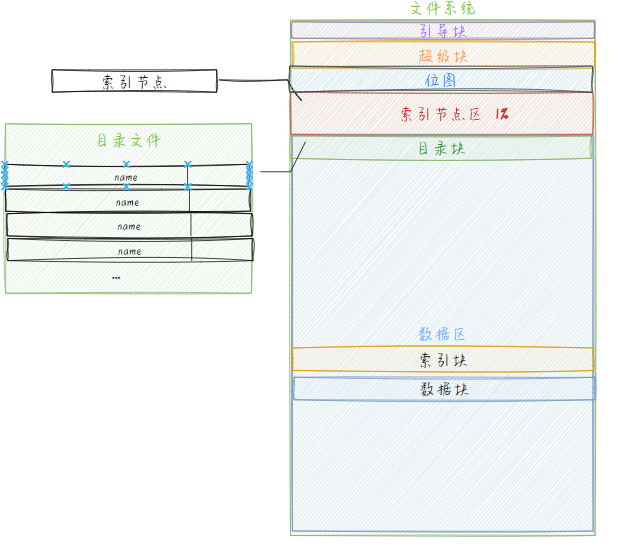 文件系统
引导块
超级块
位图
索引节点
索引节点区 1%
目录块
目录文件
name
name
name
name
...
数据区
索引块
数据块